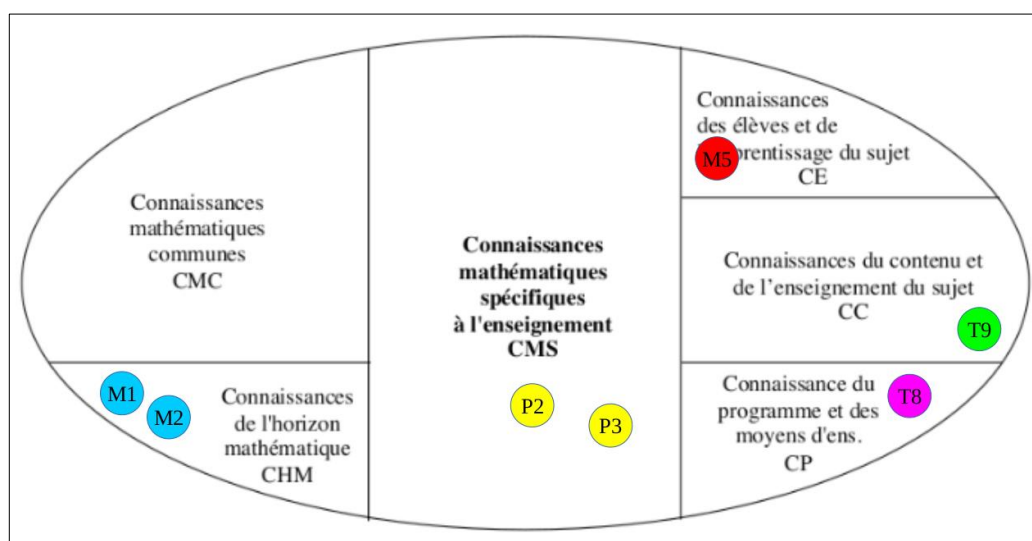 Connaissances
mathématiques
communes
CMC
M1
M2
Connaissances
de l'horizon
mathématique
CHM
Connaissances
mathématiques
spécifiques
à l'enseignement
CMS
P2
P3
Connaissances
des élèves et de
M5
du sujet
CE
Connaissances du contenu et
de l’enseignement du sujet
CC
T9
Connaissance du
programme et des
moyens d'ens.
CP
T8